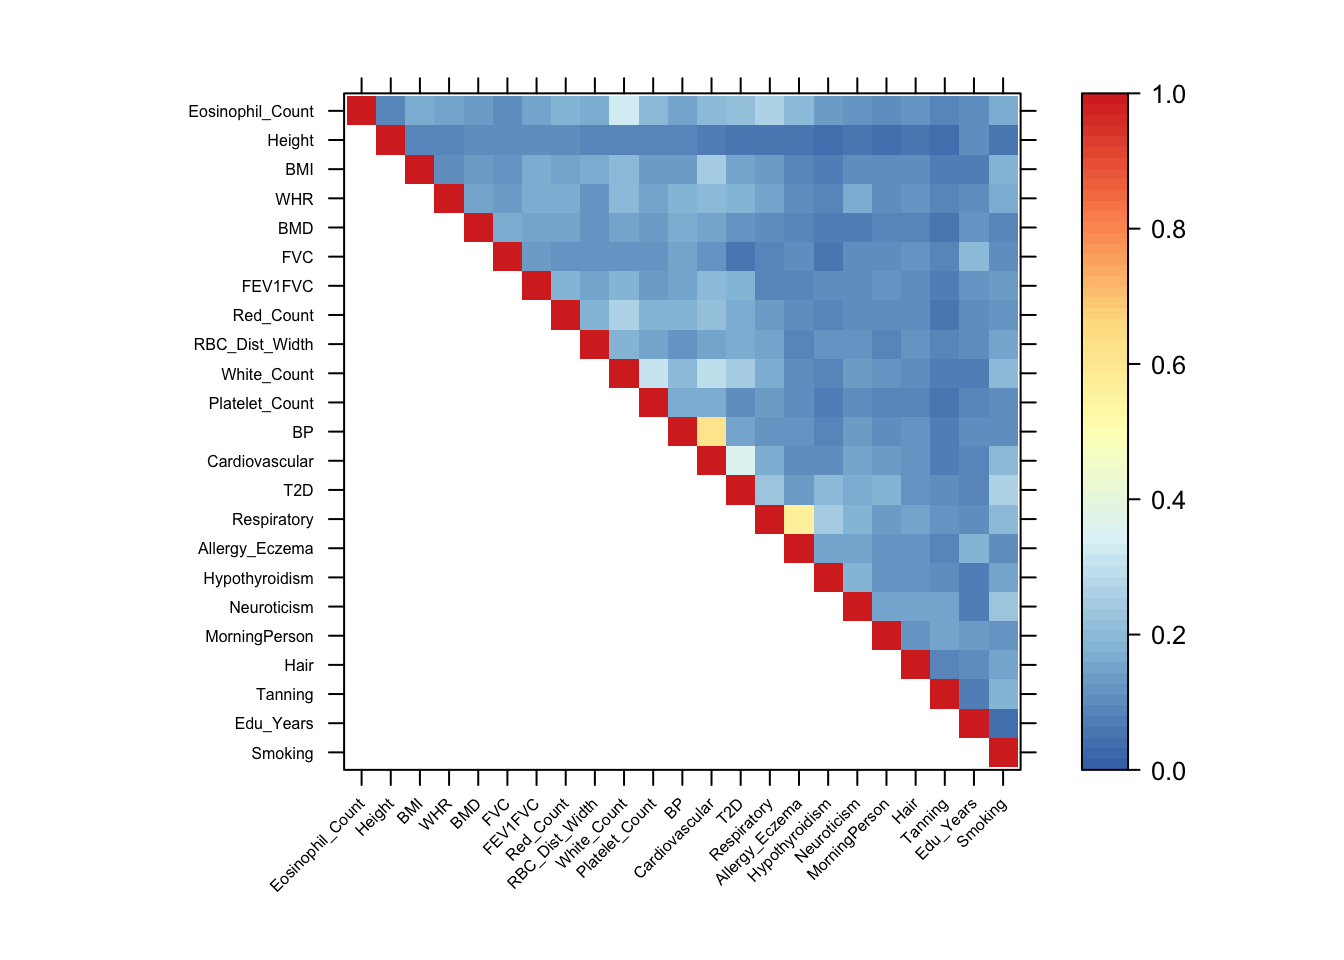 Eosinophil_Count
Height
BMI
WHR
BMD
FVC
FEV1FVC
Red_Count
RBC_Dist_Width
White_Count
Platelet_Count
BP
Cardiovascular
T2D
Respiratory
Allergy_Eczema
Hypothyroidism
Neuroticism
MorningPerson
Hair
Tanning
Edu_Years
Smoking
Eosinophil_Count
Height
BMI
WHR
BMD
FVC
FEV1FVC
Red_Count
RBC_Dist_Width
White_Count
Platelet_Count
BP
Cardiovascular
T2D
Respiratory
Allergy_Eczema
Hypothyroidism
Neuroticism
MorningPerson
Hair
Tanning
Edu_Years
Smoking
1.0
0.8
0.6
0.4
0.2
0.0